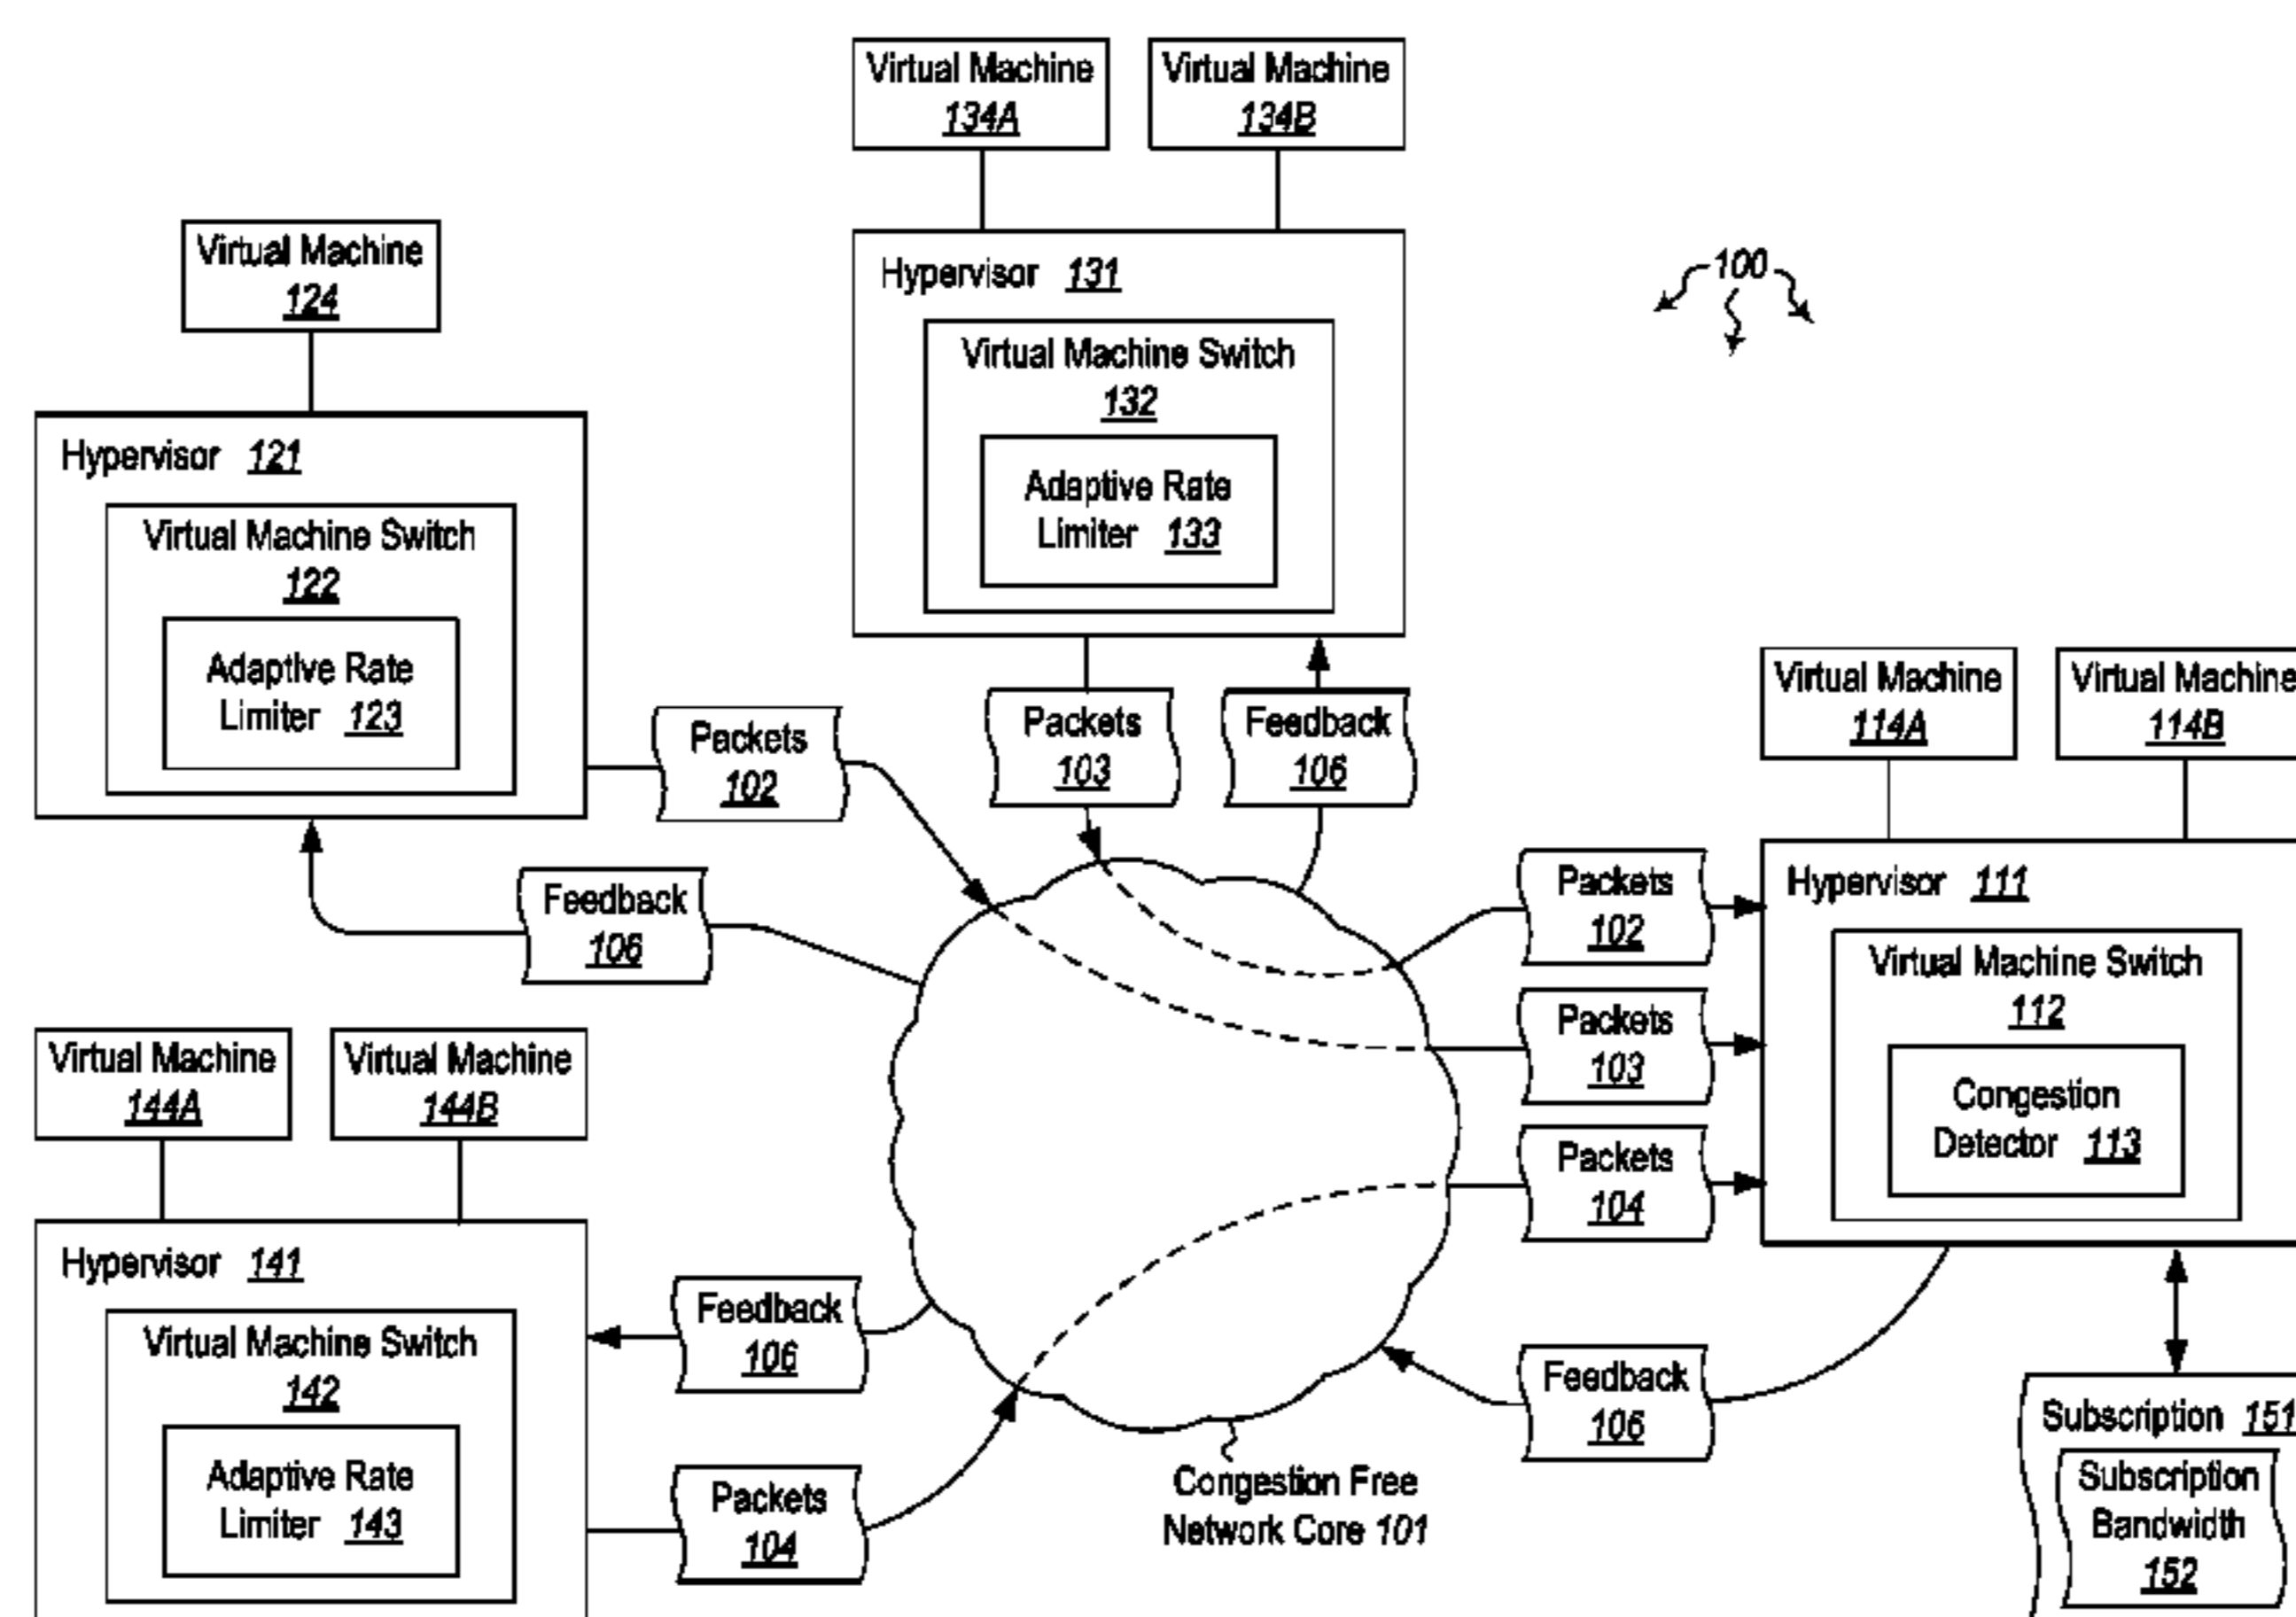 Virtual Machine
134A
Virtual Machine
134B
Virtual Machine
124
Hypervisor 131
Virtual Machine Switch
132
Adaptive Rate
Limiter 133
100
Hypervisor 121
Virtual Machine Switch
122
Adaptive Rate
Limiter 123
Packets
102
Packets
103
Feedback
106
Virtual Machine
114A
Virtual Machine
114B
Feedback
106
Packets
102
Packets
103
Packets
104
Hypervisor 111
Virtual Machine Switch
112
Congestion
Detector 113
Virtual Machine
144A
Virtual Machine
144B
Hypervisor 141
Virtual Machine Switch
142
Adaptive Rate
Limiter 143
Feedback
106
Packets
104
Congestion Free
Network Core 101
Feedback
106
Subscription 151
Subscription
Bandwidth
152